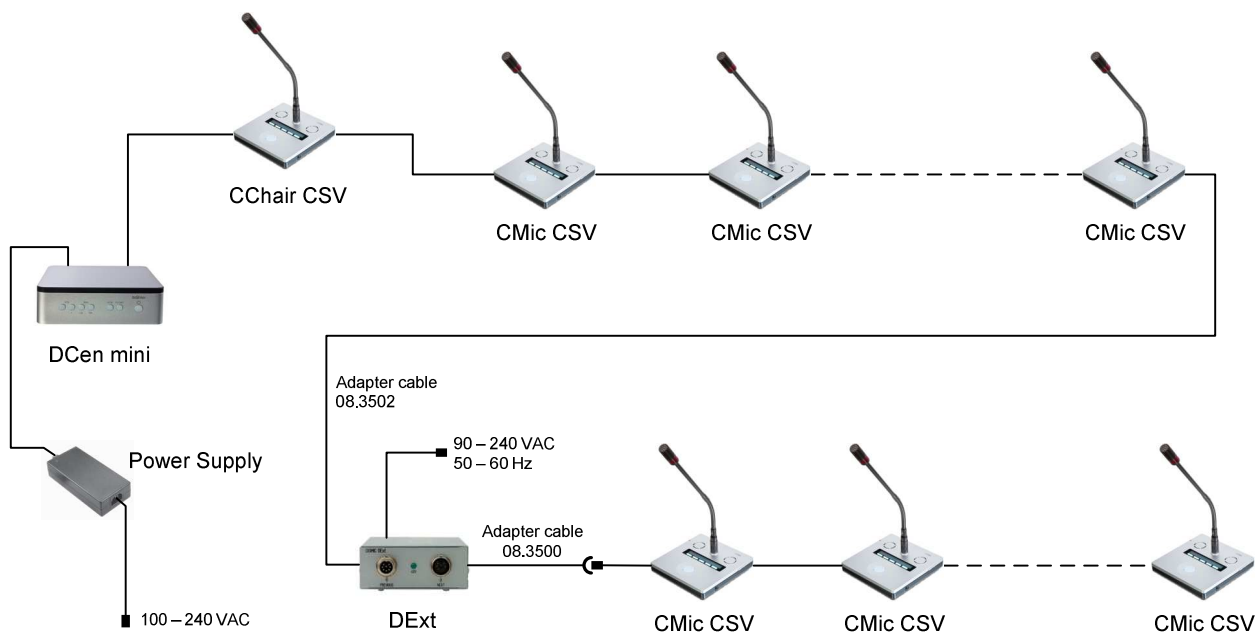 CChair CSV
CMic CSV
CMic CSV
CMic CSV
DCen mini
Adapter cable
08.3502
Power Supply
90 – 240 VAC
50 – 60 Hz
Adapter cable
08.3500
100 – 240 VAC
DExt
CMic CSV
CMic CSV
CMic CSV